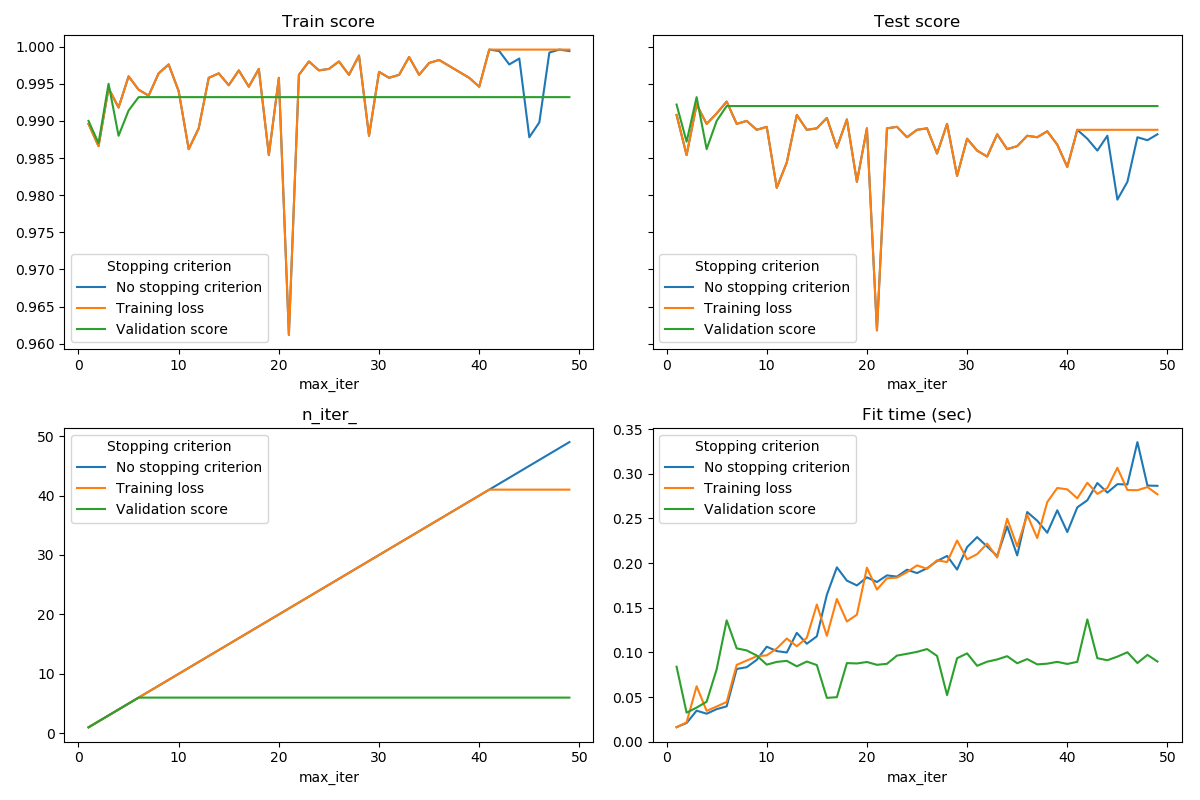 Train score
1.000
0.995
0.990
0.985
0.980
0.975
0.970
0.965
0.960
Stopping criterion
No stopping criterion
Training loss
Validation score
0 10 20 30 40 50
max_iter
Test score
Stopping criterion
No stopping criterion
Training loss
Validation score
0 10 20 30 40 50
max_iter
n_iter_
50
40
30
20
10
0
Stopping criterion
No stopping criterion
Training loss
Validation score
0 10 20 30 40 50
max_iter
Fit time (sec)
0.35
0.30
0.25
0.20
0.15
0.10
0.05
0.00
Stopping criterion
No stopping criterion
Training loss
Validation score
0 10 20 30 40 50
max_iter